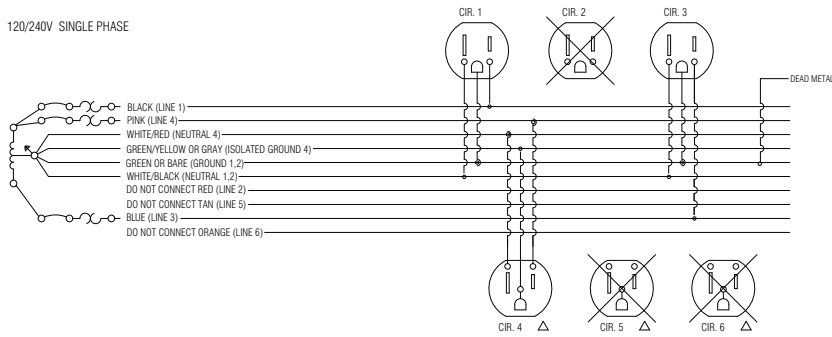 CIR. 1
CIR. 2
CIR. 3
120/240V SINGLE PHASE
DEAD METAL
BLACK (LINE 1)
PINK (LINE 4)
WHITE/RED (NEUTRAL 4)
GREEN/YELLOW OR GRAY (ISOLATED GROUND 4)
GREEN OR BARE (GROUND 1,2)
WHITE/BLACK (NEUTRAL 1,2)
DO NOT CONNECT RED (LINE 2)
DO NOT CONNECT TAN (LINE 5)
BLUE (LINE 3)
DO NOT CONNECT ORANGE (LINE 6)
CIR. 4
CIR. 5
CIR. 6